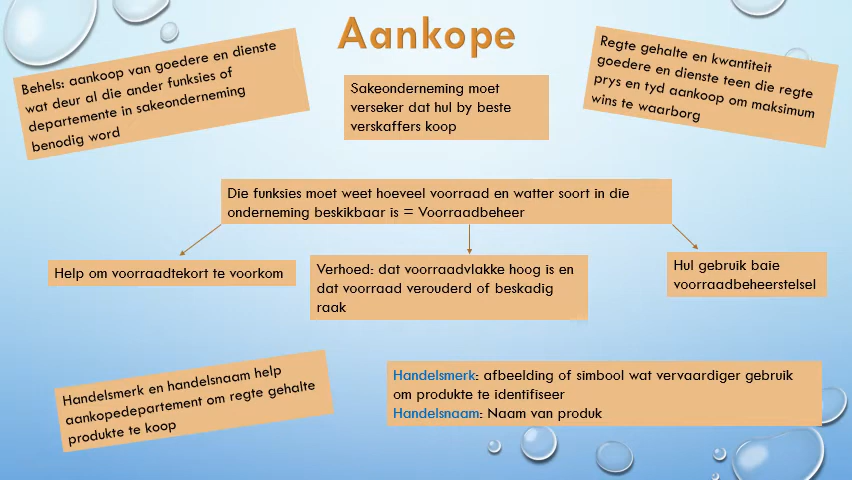 Aankope
Behels: aankoop van goedere en dienste
wat deur al die ander funksies of
departemente in sakeonderneming
benodig word
Sakeonderneming moet
verseker dat hul by beste
verskaffers koop
Regte gehalte en kwantiteit
goedere en dienste teen die regte
prys en tyd aankoop om maksimum
wins te waarborg
Die funksies moet weet hoeveel voorraad en watter soort in die
onderneming beskikbaar is = Voorraadbeheer
Help om voorraadtekort te voorkom
Verhoed: dat voorraadvlakke hoog is en
dat voorraad verouderd of beskadig
raak
Hul gebruik baie
voorraadbeheerstelsel
Handelsmerk en handelsnaam help
aankopedepartement om regte gehalte
produkte te koop
Handelsmerk: afbeelding of simbool wat vervaardiger gebruik
om produkte te identifiseer
Handelsnaam: Naam van produk